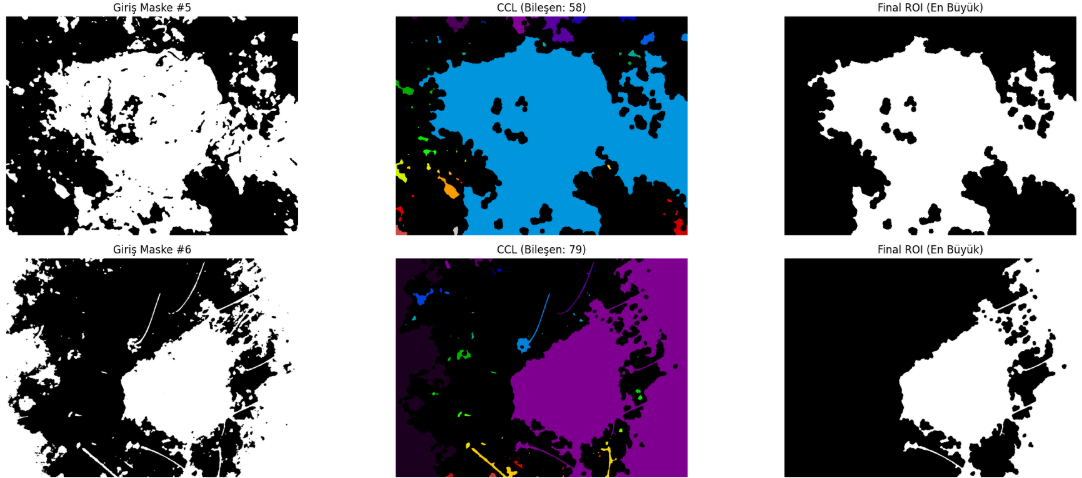 Giriş Maske #5
CCL (Bileşen: 58)
Final ROI (En Büyük)
Giriş Maske #6
CCL (Bileşen: 79)
Final ROI (En Büyük)